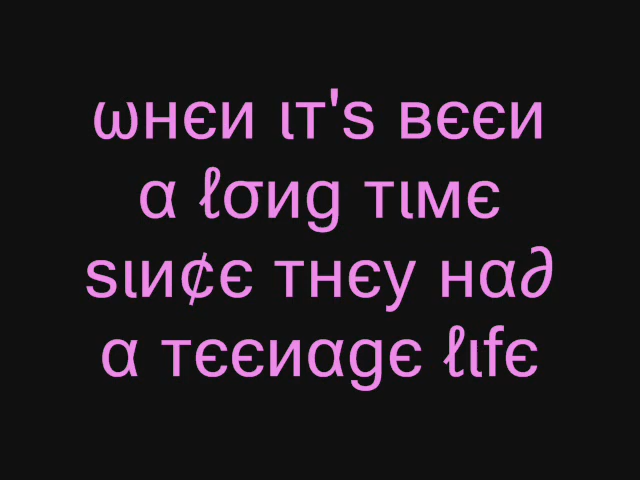 ωнєи ιт'ѕ вєєи
α ℓσиg тιмє
ѕιи¢є тнєу нα∂
α тєєиαgє ℓιfє